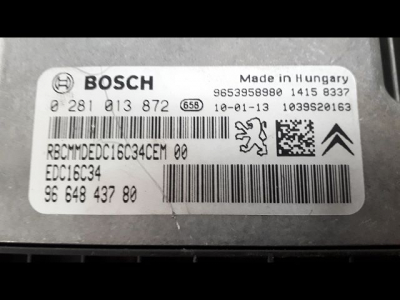 BOSCH
Made in Hungary
9653958980 1415 8337
0 281 013 872 658 10-01-13 1039S20163
RBCMMDEDC16C34CEM 00
EDC16C34
96 648 437 80